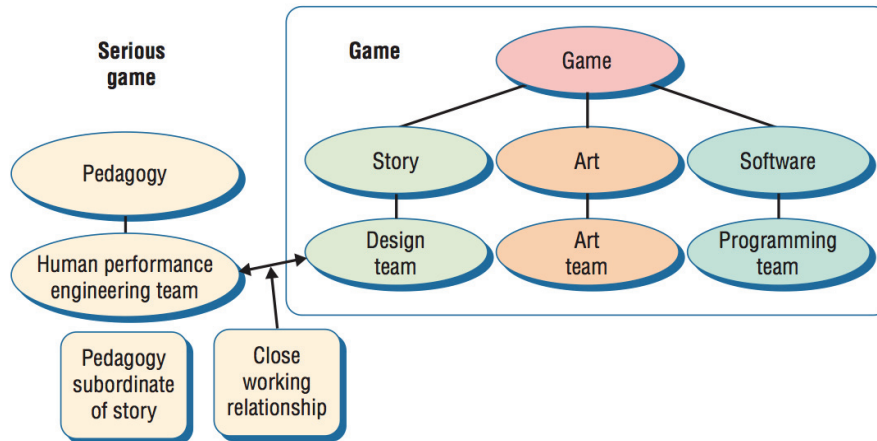 Serious
game
Game
Game
Story
Art
Software
Pedagogy
Design
team
Art
team
Programming
team
Human performance
engineering team
Pedagogy
subordinate
of story
Close
working
relationship